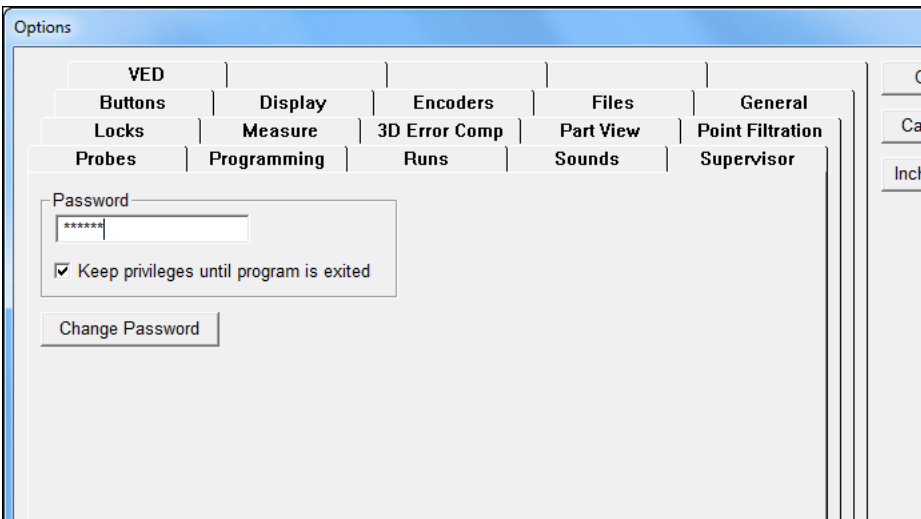 Options
VED
Buttons Display Encoders Files General
Locks Measure 3D Error Comp Part View Point Filtration
Probes Programming Runs Sounds Supervisor
Password
******
Keep privileges until program is exited
Change Password